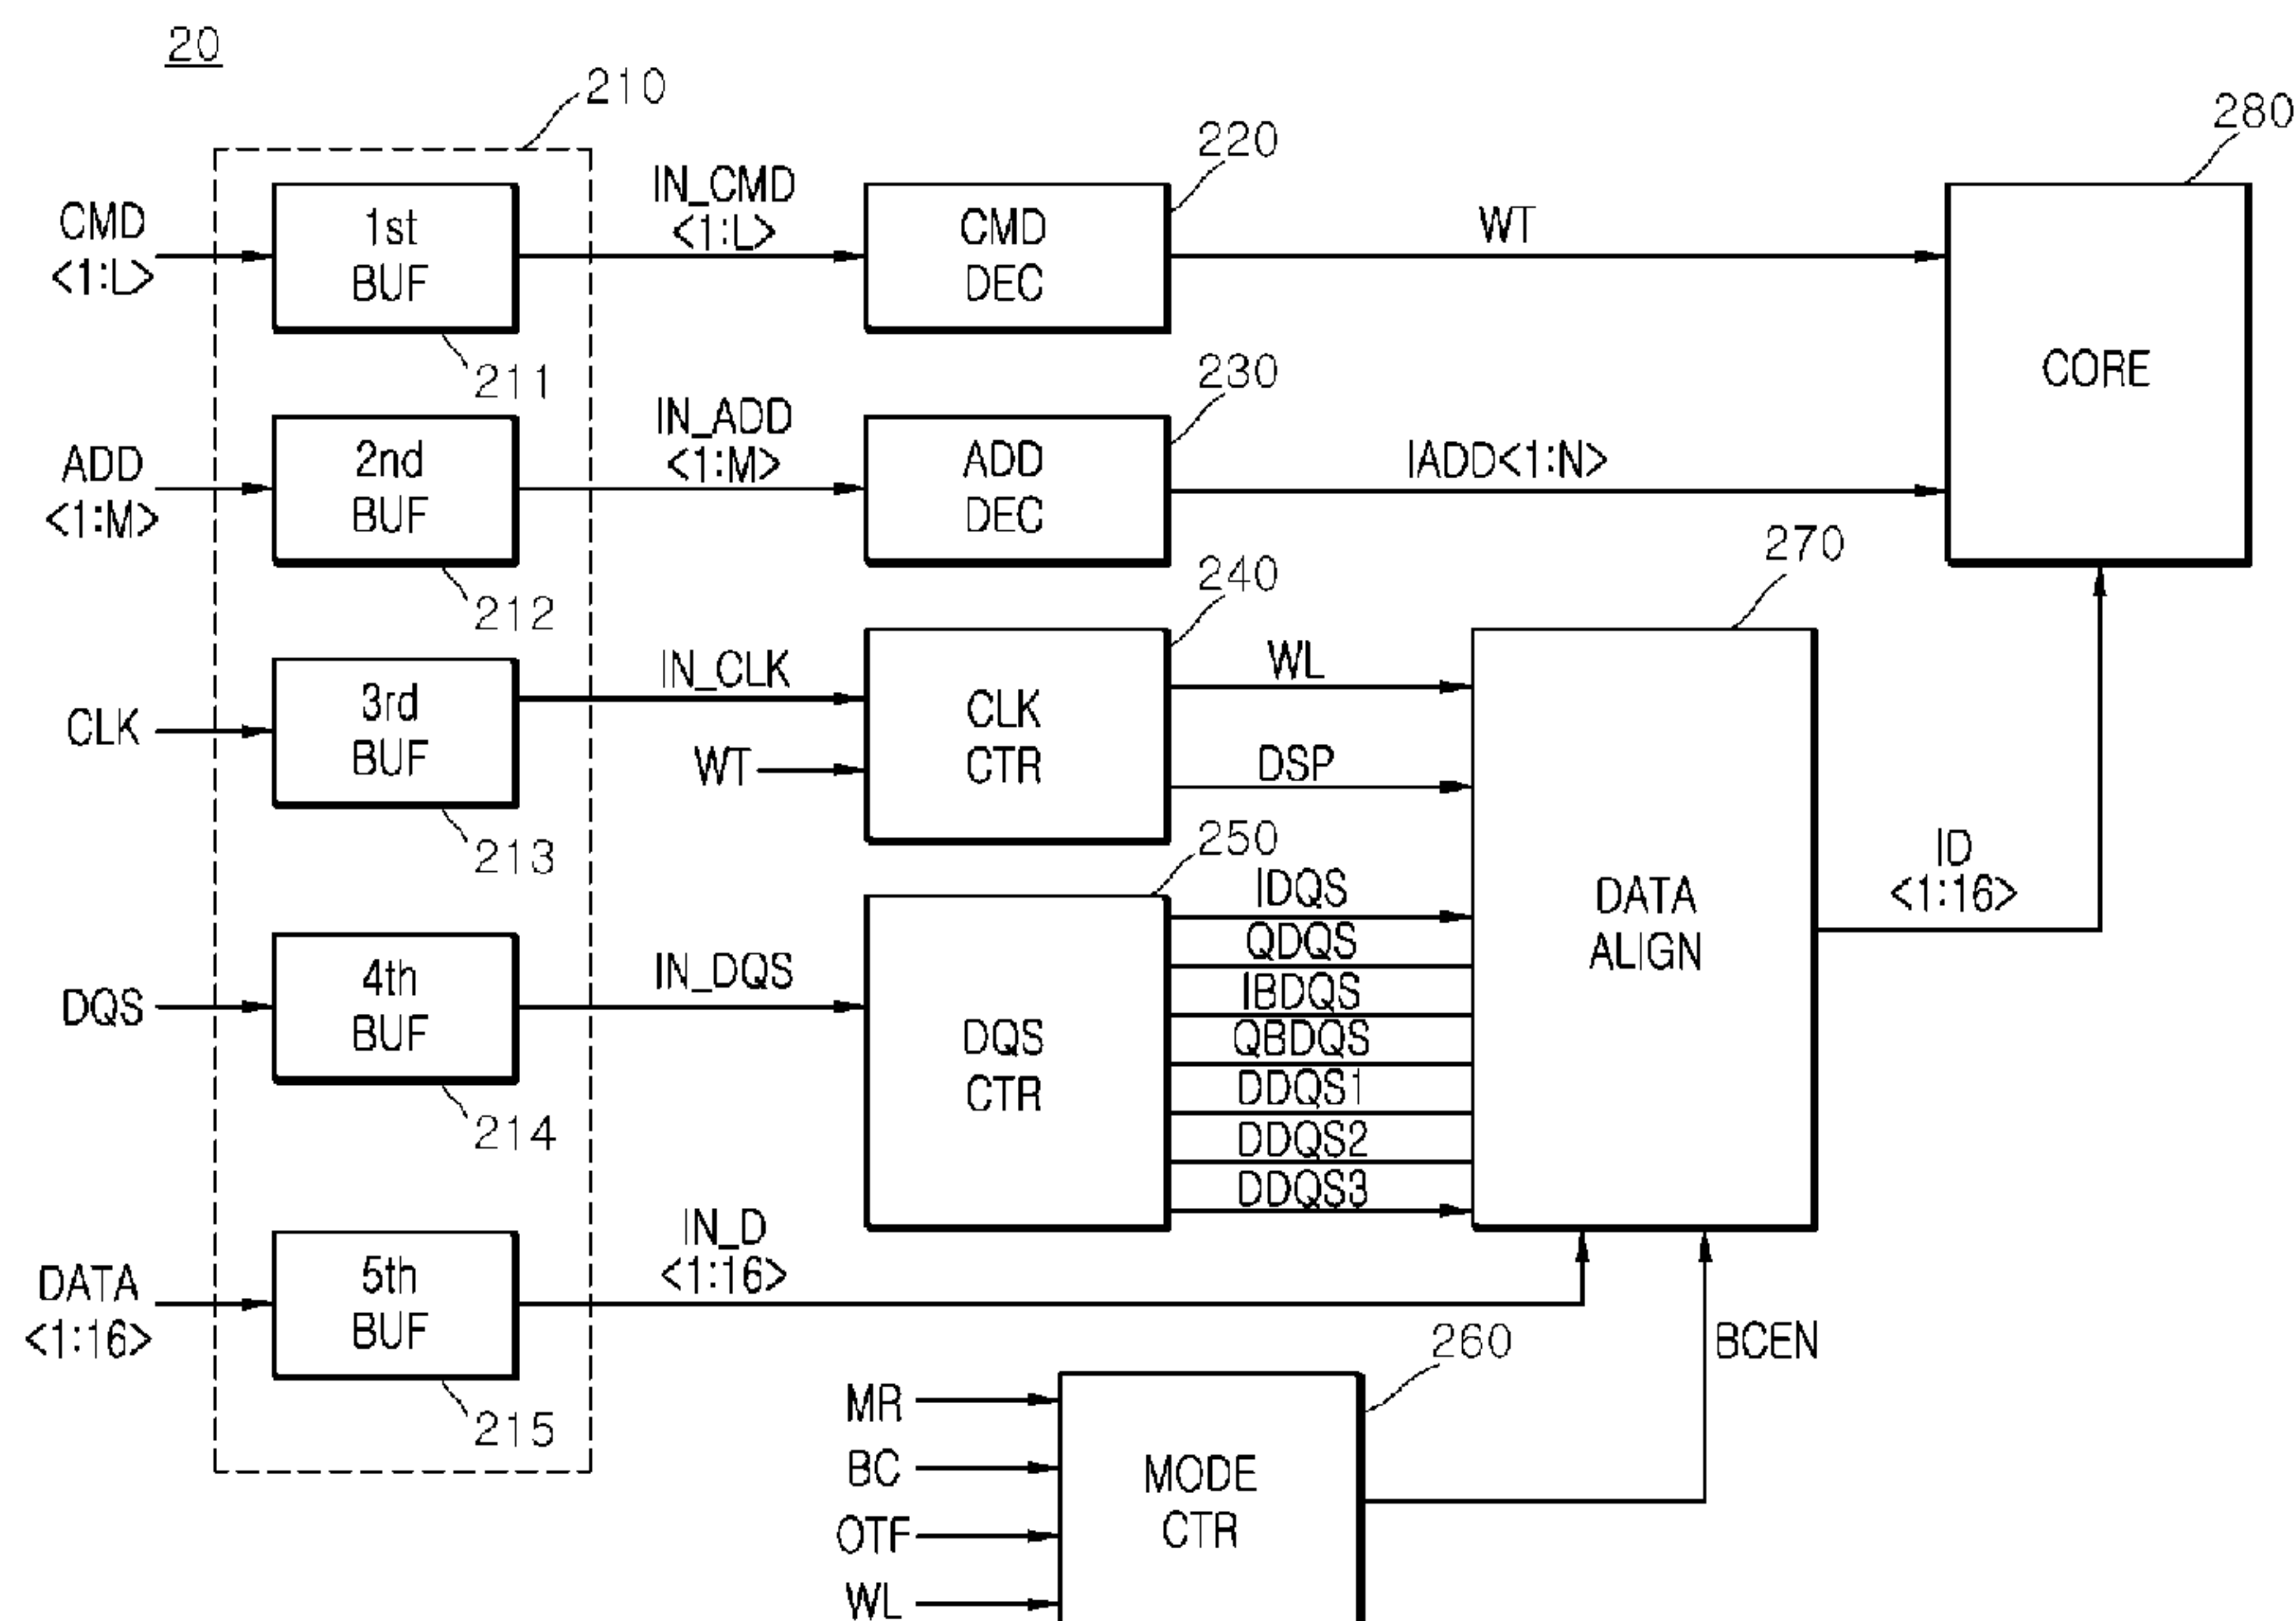 20
210
280
220
CMD
<1:L>
1st
BUF
211
IN_CMD
<1:L>
CMD
DEC
WT
CORE
230
ADD
<1:M>
2nd
BUF
212
IN_ADD
<1:M>
ADD
DEC
IADD<1:N>
270
240
CLK
3rd
BUF
213
IN_CLK
WT
CLK
CTR
WL
DSP
250
DATA
ALIGN
ID
<1:16>
DQS
4th
BUF
214
IN_DQS
DQS
CTR
IDQS
QDQS
IBDQS
QBDQS
DDQS1
DDQS2
DDQS3
DATA
<1:16>
5th
BUF
215
IN_D
<1:16>
260
BCEN
MR
BC
OTF
WL
MODE
CTR